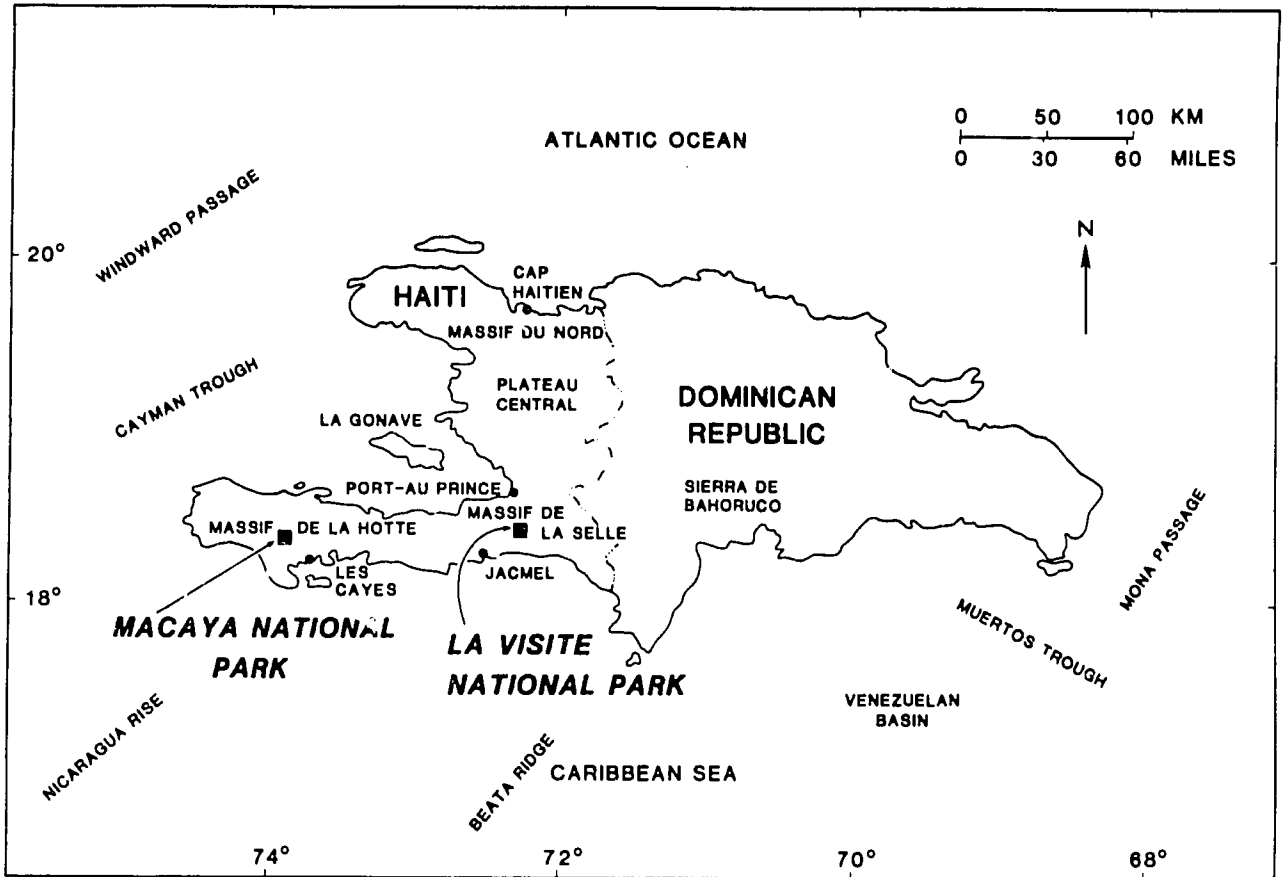 0 50 100 KM
0 30 60 MILES
ATLANTIC OCEAN
WINDWARD PASSAGE
N
20°
CAP
HAITIEN
HAITI
MASSIF DU NORD
CAYMAN TROUGH
PLATEAU
CENTRAL
DOMINICAN
REPUBLIC
LA GONAVE
PORT-AU PRINCE
SIERRA DE
BAHORUCO
MASSIF DE
LA SELLE
MASSIF DE LA HOTTE
MONA PASSAGE
LES
CAYES
JACMEL
18°
MACAYA NATIONAL
PARK
LA VISITE
NATIONAL PARK
MUERTOS TROUGH
NICARAGUA RISE
VENEZUELAN
BASIN
BEATA RIDGE
CARIBBEAN SEA
74° 72° 70° 68°